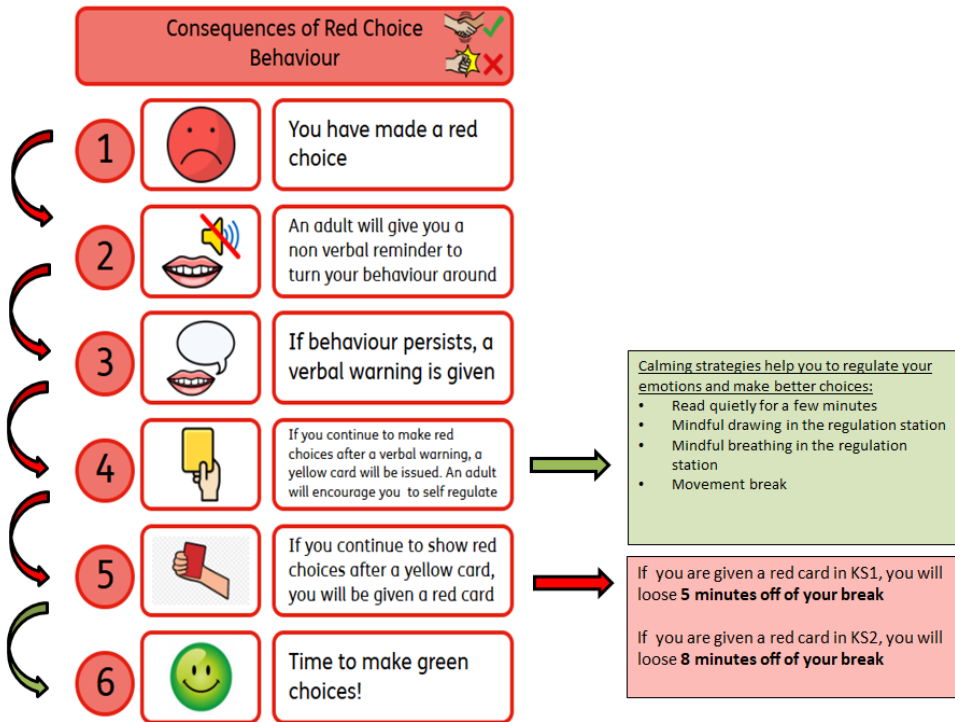 Consequences of Red Choice
Behaviour
1
You have made a red
choice
2
An adult will give you a
non verbal reminder to
turn your behaviour around
3
If behaviour persists, a
verbal warning is given
4
If you continue to make red
choices after a verbal warning, a
yellow card will be issued. An adult
will encourage you to self regulate
Calming strategies help you to regulate your
emotions and make better choices:
• Read quietly for a few minutes
• Mindful drawing in the regulation station
• Mindful breathing in the regulation
station
• Movement break
5
If you continue to show red
choices after a yellow card,
you will be given a red card
If you are given a red card in KS1, you will
loose 5 minutes off of your break
If you are given a red card in KS2, you will
loose 8 minutes off of your break
6
Time to make green
choices!